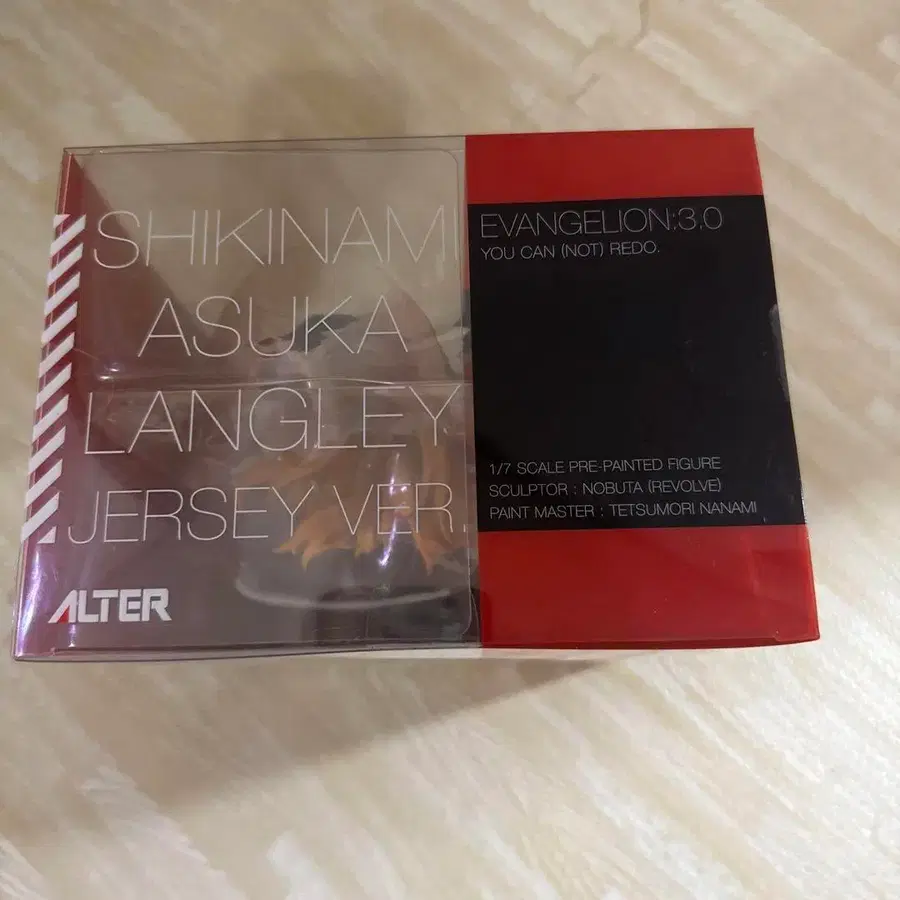 SHIKINAMI
ASUKA
LANGLEY
JERSEY VER.
ALTER
EVANGELION:3.0
YOU CAN (NOT) REDO.
1/7 SCALE PRE-PAINTED FIGURE
SCULPTOR : NOBUTA (REVOLVE)
PAINT MASTER : TETSUMORI NANAMI